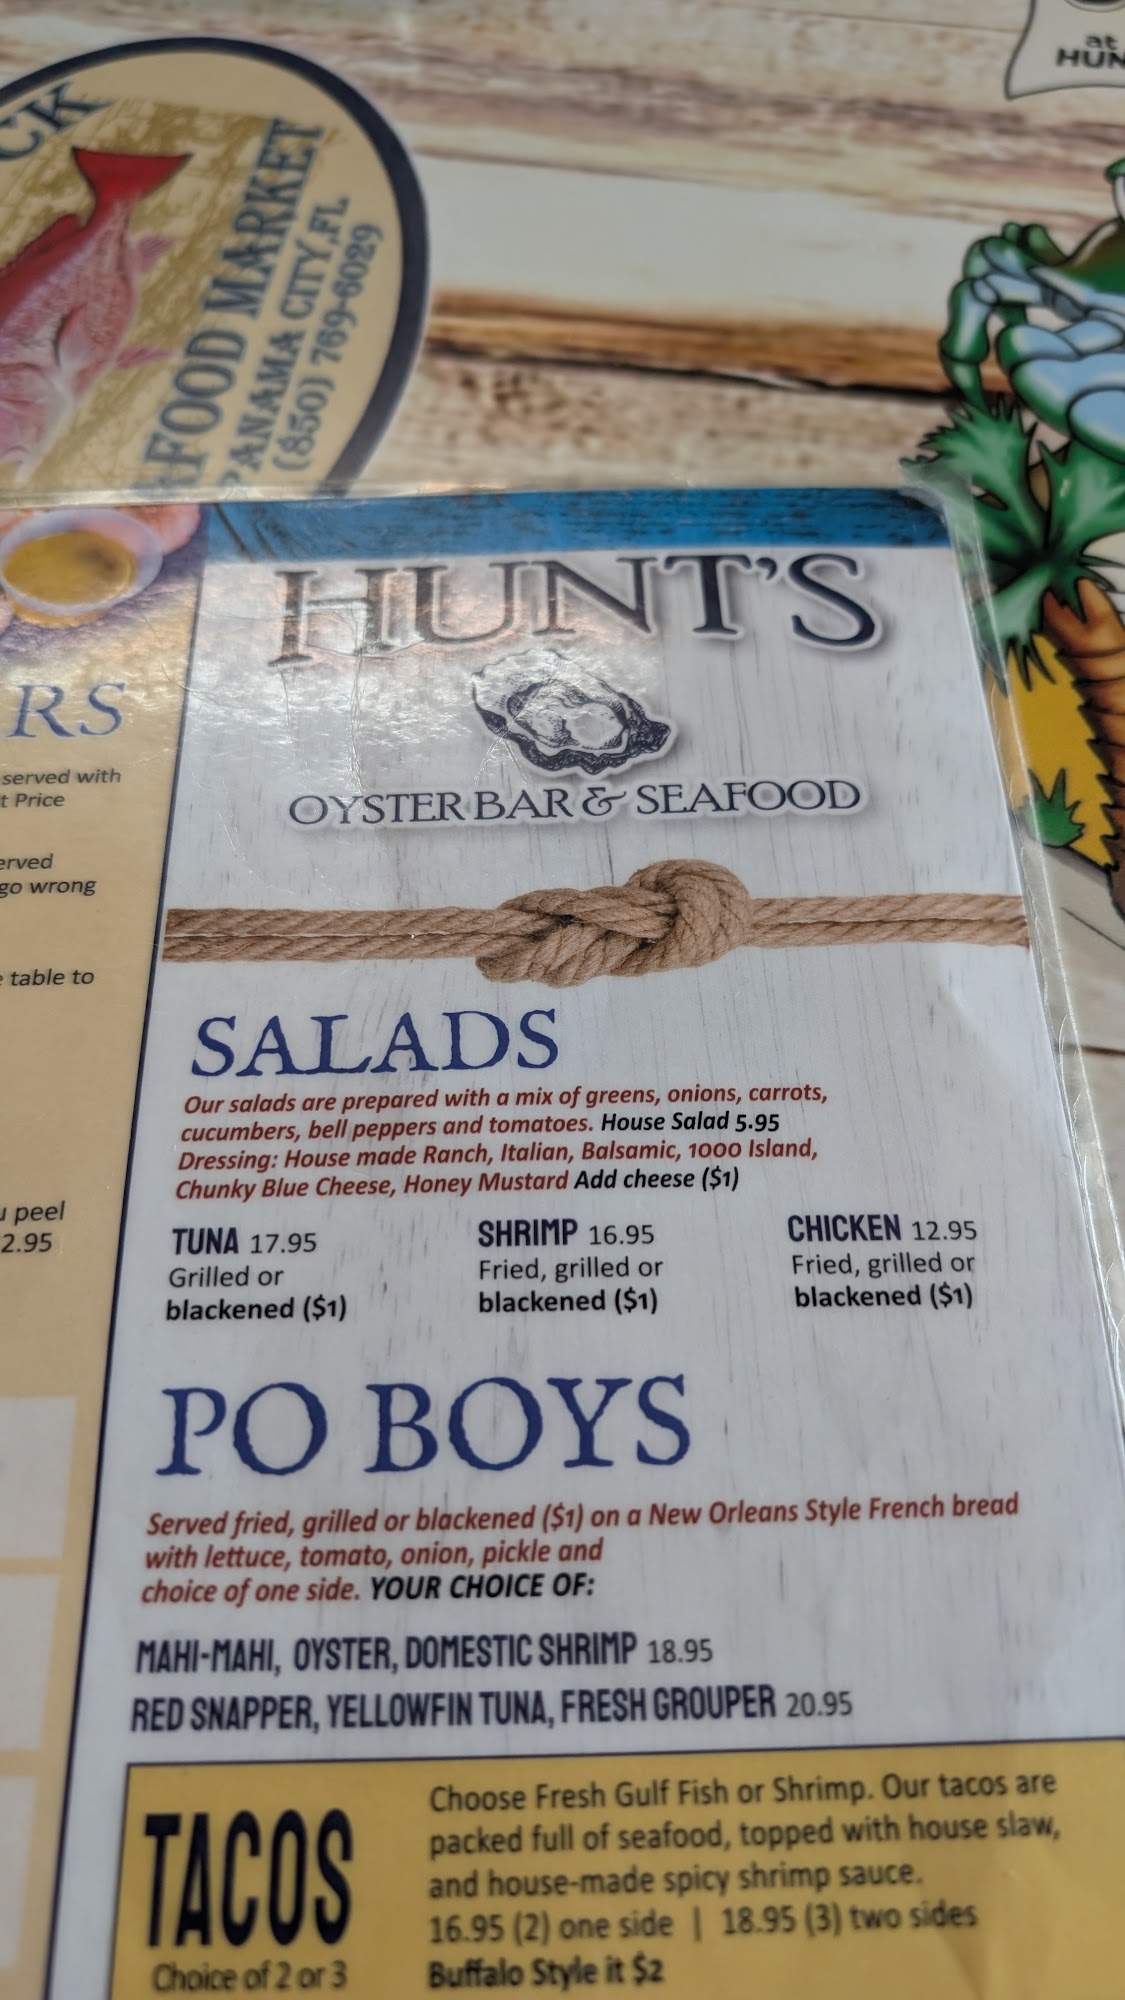 CK
AFOOD MARKET
PANAMA CITY, FL
(850) 769-6029
at
HUN
RS
served with
t Price
erved
go wrong
e table to
u peel
2.95
HUNT'S
OYSTER BAR & SEAFOOD
SALADS
Our salads are prepared with a mix of greens, onions, carrots,
cucumbers, bell peppers and tomatoes. House Salad 5.95
Dressing: House made Ranch, Italian, Balsamic, 1000 Island,
Chunky Blue Cheese, Honey Mustard Add cheese ($1)
TUNA 17.95
Grilled or
blackened ($1)
SHRIMP 16.95
Fried, grilled or
blackened ($1)
CHICKEN 12.95
Fried, grilled or
blackened ($1)
PO BOYS
Served fried, grilled or blackened ($1) on a New Orleans Style French bread
with lettuce, tomato, onion, pickle and
choice of one side. YOUR CHOICE OF:
MAHI-MAHI, OYSTER, DOMESTIC SHRIMP 18.95
RED SNAPPER, YELLOWFIN TUNA, FRESH GROUPER 20.95
TACOS
Choice of 2 or 3
Choose Fresh Gulf Fish or Shrimp. Our tacos are
packed full of seafood, topped with house slaw,
and house-made spicy shrimp sauce.
16.95 (2) one side | 18.95 (3) two sides
Buffalo Style it $2